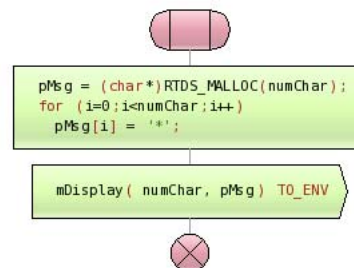 pMsg = (char*)RTDS_MALLOC(numChar);
for (i=0;i<numChar;i++)
pMsg[i] = '*';
mDisplay( numChar, pMsg) TO_ENV